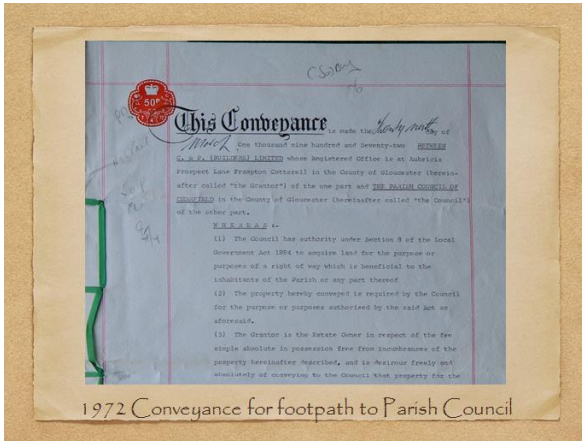 50P
This Conveyance is made the Twenty ninth day of
March One thousand nine hundred and Seventy-two BETWEEN
C. & P. (BUILDERS) LIMITED whose Registered Office is at Aubricia
Prospect Lane Frampton Cotterell in the County of Gloucester (herein-
after called "the Grantor") of the one part and THE PARISH COUNCIL OF
in the County of Gloucester (hereinafter called "the Council")
of the other part.
W H E R E A S :-
(1) The Council has authority under Section 8 of the Local
Government Act 1894 to acquire land for the purpose or
purposes of a right of way which is beneficial to the
inhabitants of the Parish or any part thereof
(2) The property hereby conveyed is required by the Council
for the purpose or purposes authorised by the said Act as
aforesaid.
(3) The Grantor is the Estate Owner in respect of the fee
simple absolute in possession free from incumbrances of the
property hereinafter described, and is desirous freely and
absolutely of conveying to the Council that property for the
1972 Conveyance for footpath to Parish Council